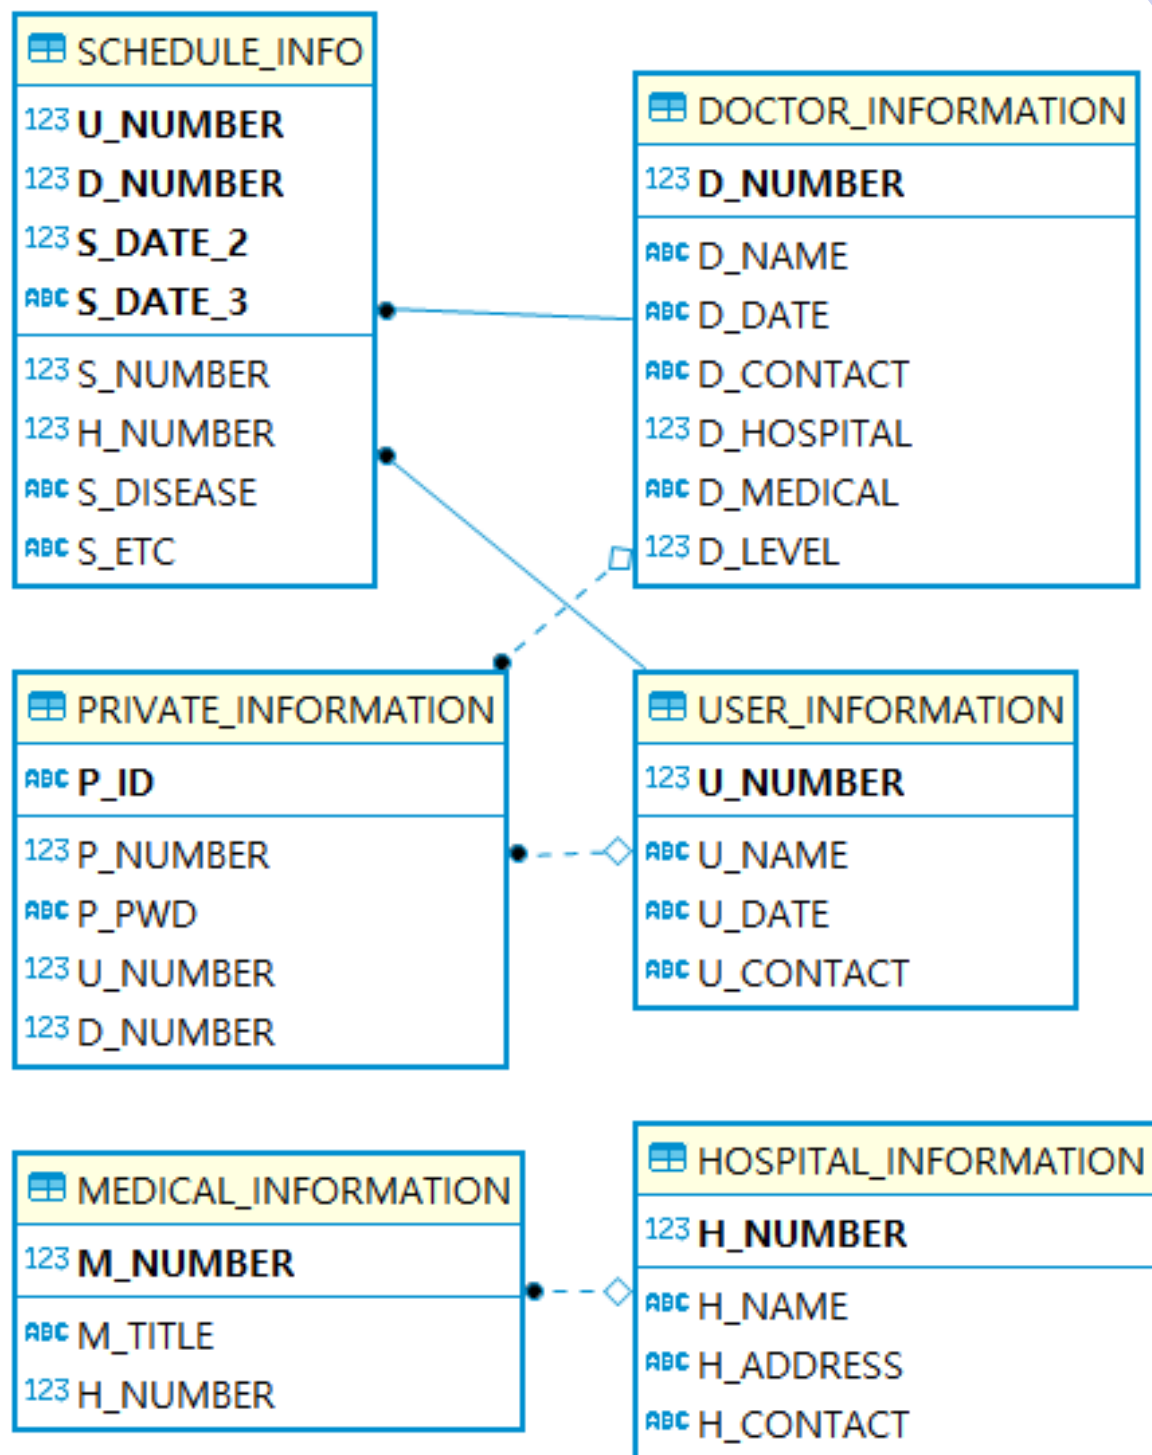 SCHEDULE_INFO
123 U_NUMBER
123 D_NUMBER
123 S_DATE_2
ABC S_DATE_3
123 S_NUMBER
123 H_NUMBER
ABC S_DISEASE
ABC S_ETC
DOCTOR_INFORMATION
123 D_NUMBER
ABC D_NAME
ABC D_DATE
ABC D_CONTACT
123 D_HOSPITAL
ABC D_MEDICAL
123 D_LEVEL
PRIVATE_INFORMATION
ABC P_ID
123 P_NUMBER
ABC P_PWD
123 U_NUMBER
123 D_NUMBER
USER_INFORMATION
123 U_NUMBER
ABC U_NAME
ABC U_DATE
ABC U_CONTACT
MEDICAL_INFORMATION
123 M_NUMBER
ABC M_TITLE
123 H_NUMBER
HOSPITAL_INFORMATION
123 H_NUMBER
ABC H_NAME
ABC H_ADDRESS
ABC H_CONTACT